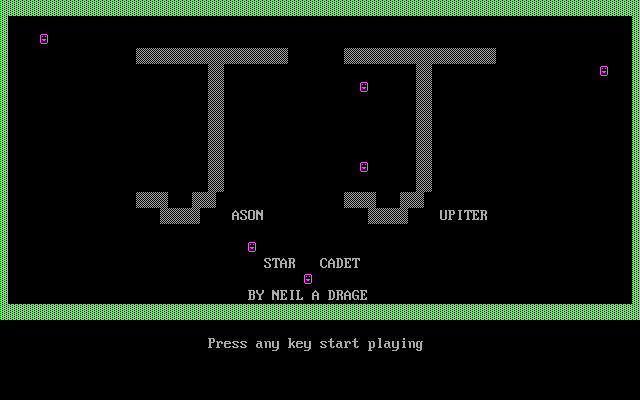 J ASON J UPITER
STAR CADET
BY NEIL A DRAGE
Press any key start playing